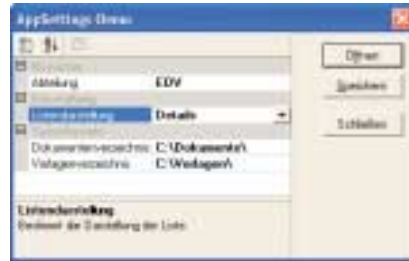 AppSettings Demo
Öffnen
Abteilung EDV
Speichern
Listendarstellung Details
Schließen
Dokumentenverzeichnis C:\Dokumente\
Vorlagenverzeichnis C:\Vorlagen\
Listendarstellung
Bestimmt die Darstellung der Liste